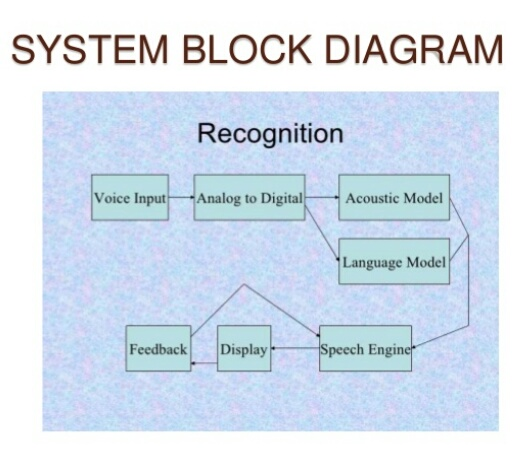 SYSTEM BLOCK DIAGRAM
Recognition
Voice Input
Analog to Digital
Acoustic Model
Language Model
Feedback
Display
Speech Engine